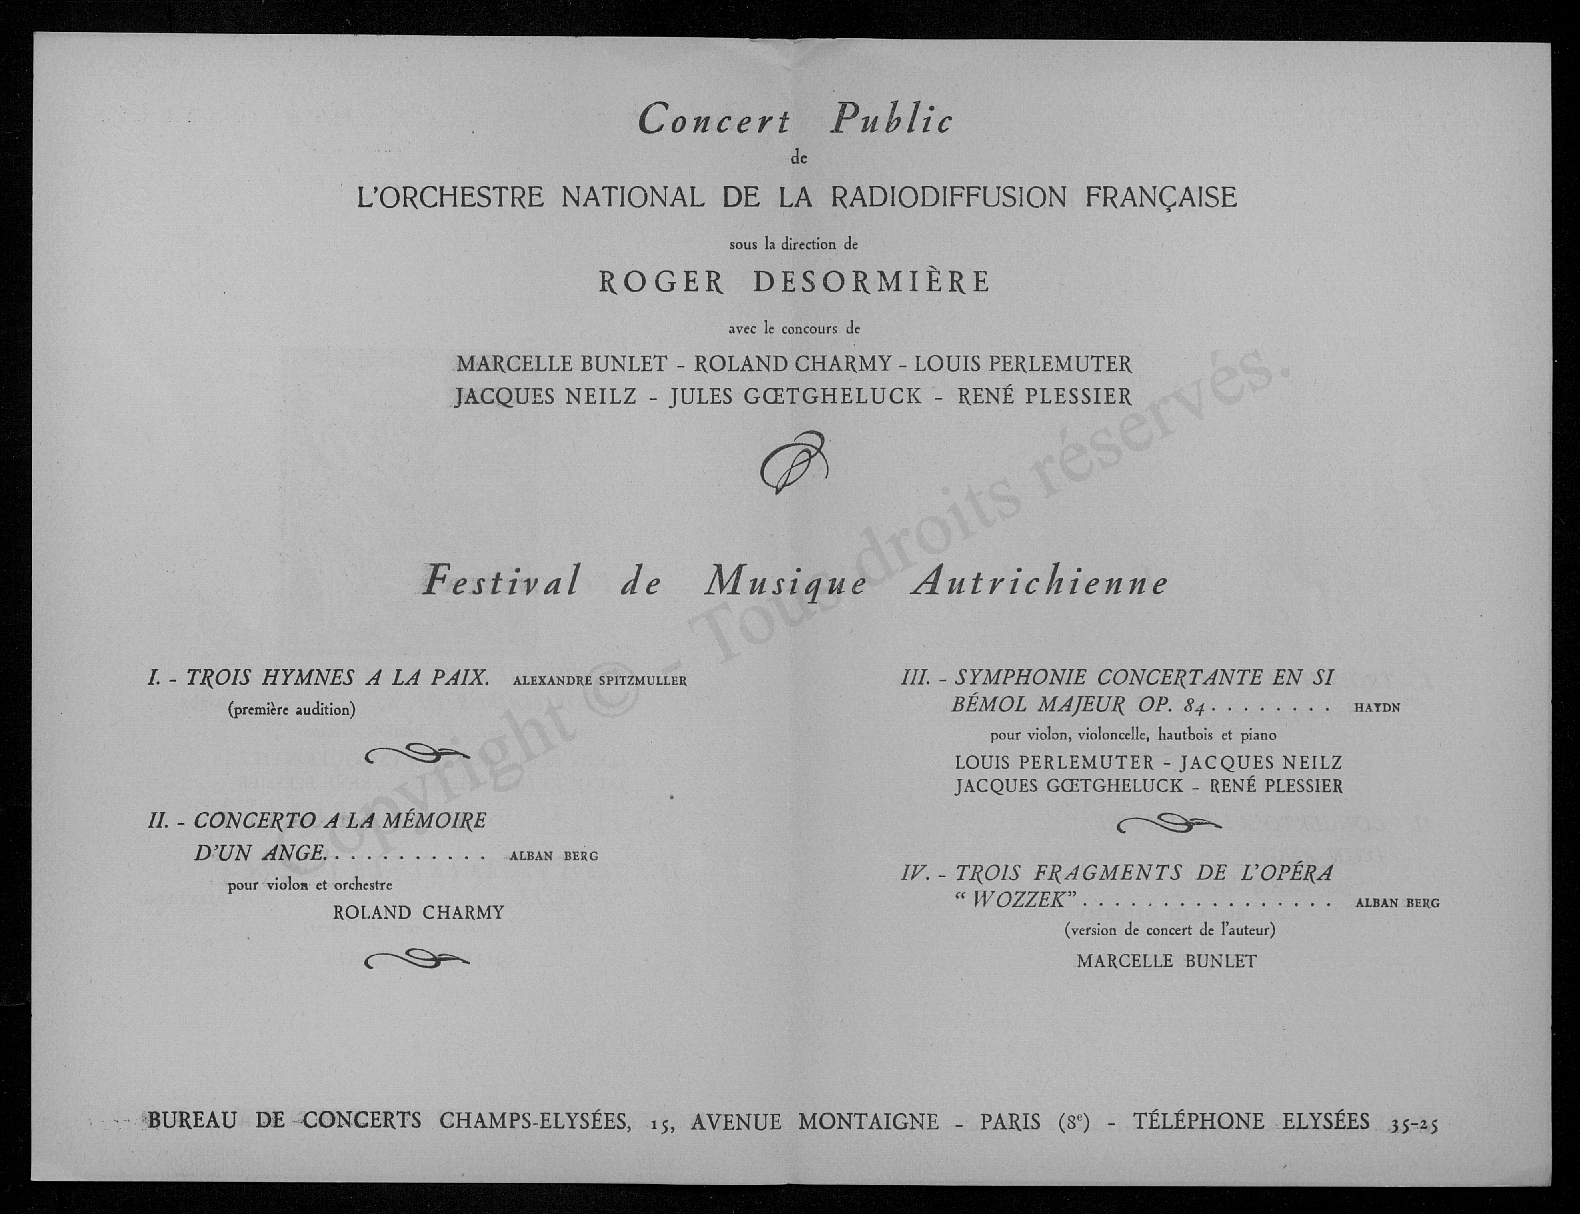 Concert Public
de
L'ORCHESTRE NATIONAL DE LA RADIODIFFUSION FRANÇAISE
sous la direction de
ROGER DESORMIÈRE
avec le concours de
MARCELLE BUNLET - ROLAND CHARMY - LOUIS PERLEMUTER
JACQUES NEILZ - JULES GŒTGHELUCK - RENÉ PLESSIER
Festival de Musique Autrichienne
I. - TROIS HYMNES A LA PAIX. ALEXANDRE SPITZMULLER
(première audition)
II. - CONCERTO A LA MÉMOIRE
D'UN ANGE. . . . . . . . . . . ALBAN BERG
pour violon et orchestre
ROLAND CHARMY
III. - SYMPHONIE CONCERTANTE EN SI
BÉMOL MAJEUR OP. 84 . . . . . . . . HAYDN
pour violon, violoncelle, hautbois et piano
LOUIS PERLEMUTER - JACQUES NEILZ
JACQUES GŒTGHELUCK - RENÉ PLESSIER
IV. - TROIS FRAGMENTS DE L'OPÉRA
" WOZZEK" . . . . . . . . . . . . . . . . ALBAN BERG
(version de concert de l'auteur)
MARCELLE BUNLET
BUREAU DE CONCERTS CHAMPS-ELYSÉES, 15, AVENUE MONTAIGNE - PARIS (8e) - TÉLÉPHONE ELYSÉES 35-25
Copyright © - Tous droits réservés.